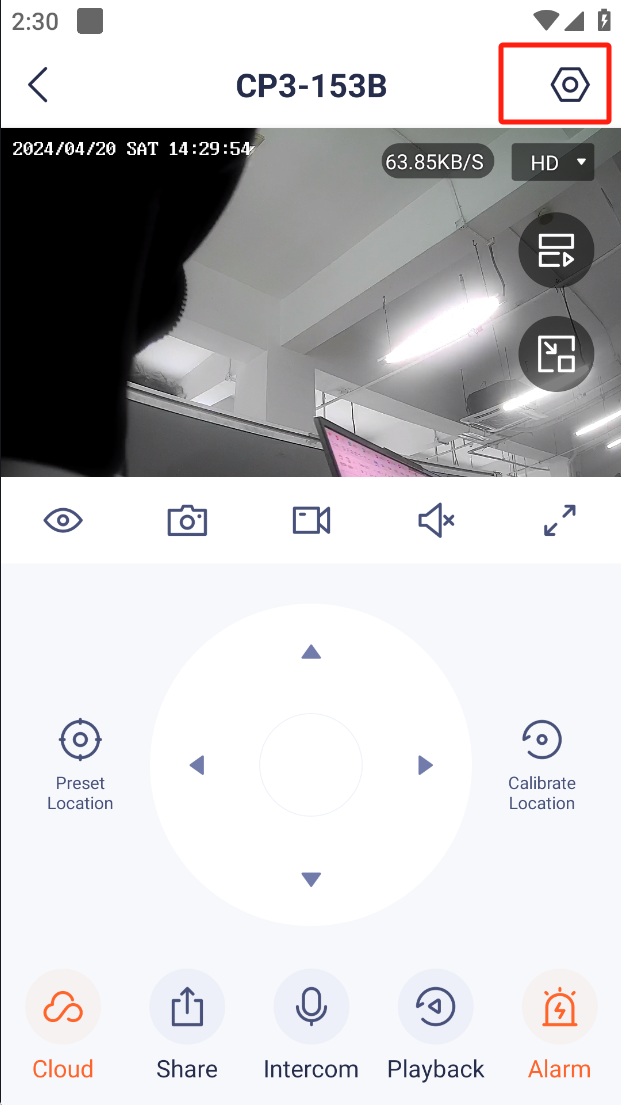 2:30
CP3-153B
2024/04/20 SAT 14:29:54
63.85KB/S
HD
Preset
Location
Calibrate
Location
Cloud
Share
Intercom
Playback
Alarm